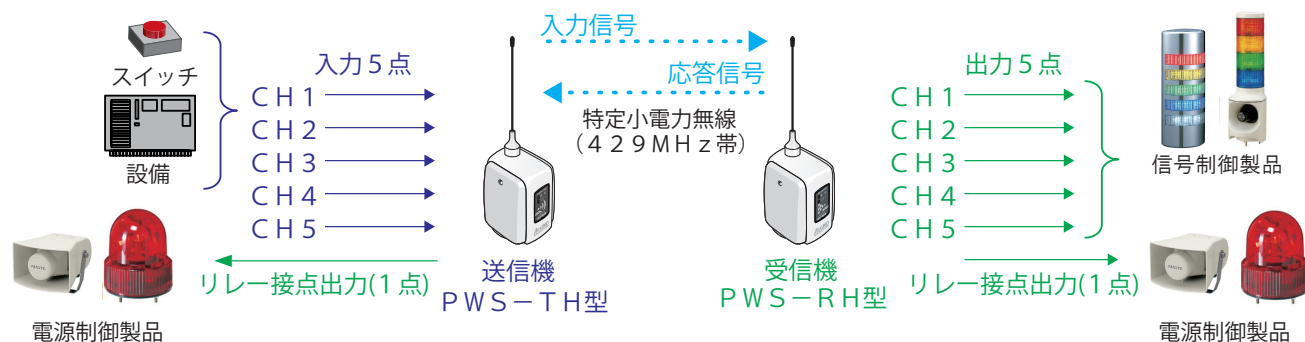 スイッチ
設備
入力5点
CH1
CH2
CH3
CH4
CH5
入力信号
応答信号
特定小電力無線
(429MHz帯)
出力5点
CH1
CH2
CH3
CH4
CH5
信号制御製品
リレー接点出力(1点)
送信機
PWS-TH型
受信機
PWS-RH型
リレー接点出力(1点)
電源制御製品
電源制御製品